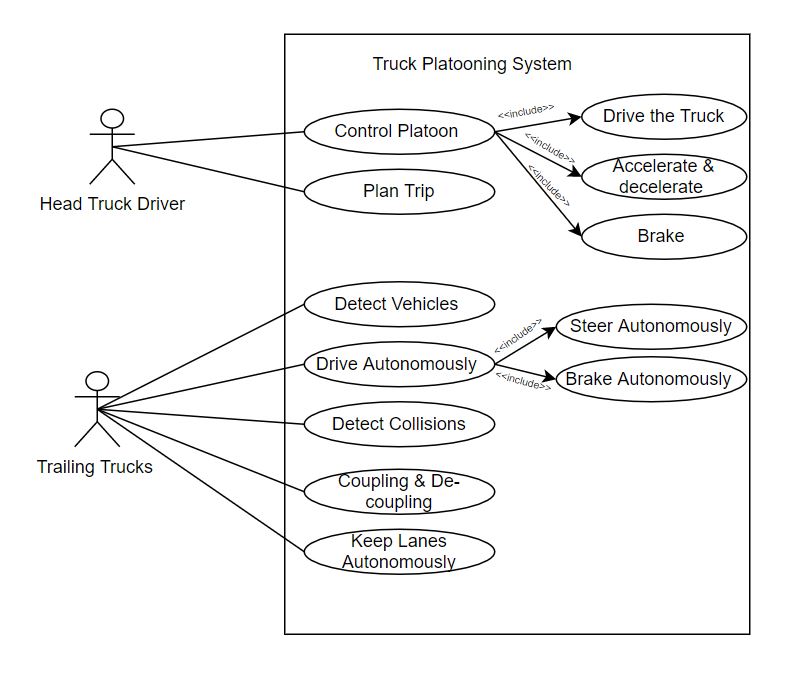 Truck Platooning System
Head Truck Driver
Control Platoon
Plan Trip
<<include>>
<<include>>
<<include>>
Drive the Truck
Accelerate &
decelerate
Brake
Trailing Trucks
Detect Vehicles
Drive Autonomously
Detect Collisions
Coupling & De-
coupling
Keep Lanes
Autonomously
<<include>>
<<include>>
Steer Autonomously
Brake Autonomously